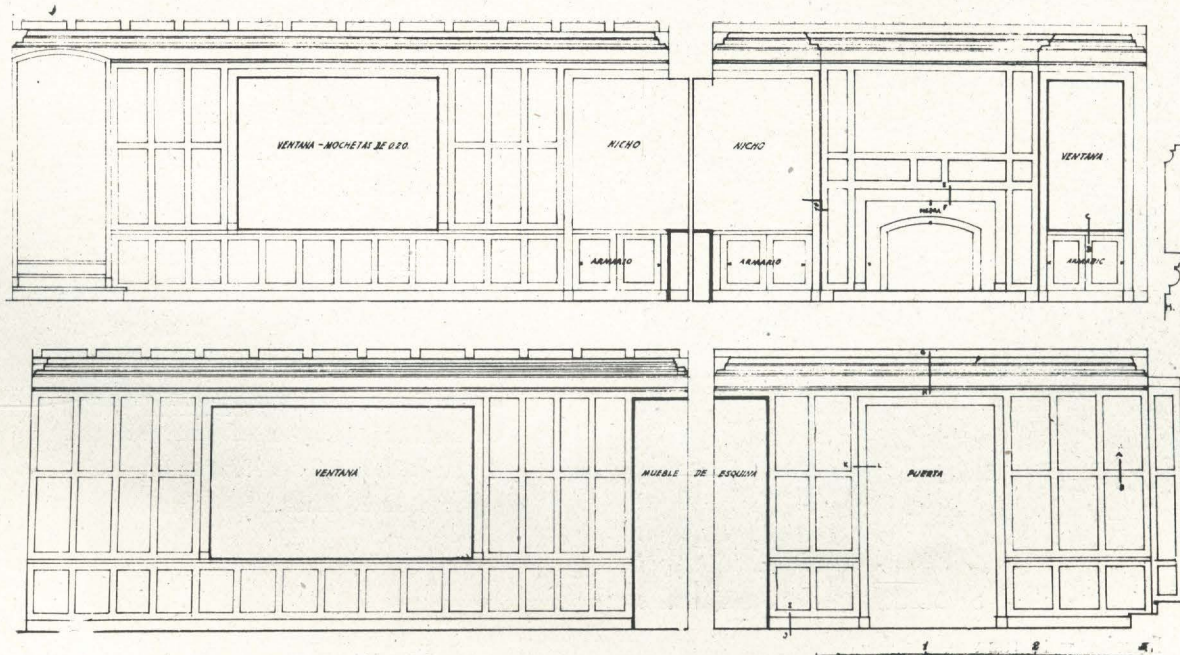 VENTANA - MOCHETAS DE 0.20.
NICHO
NICHO
VENTANA
PIEDRA
E
F
C
ARMARIO
ARMARIO
ARMARIO
H.
G
H
VENTANA
MUEBLE DE ESQUINA
K L
PUERTA
A
B
I
J
1 2